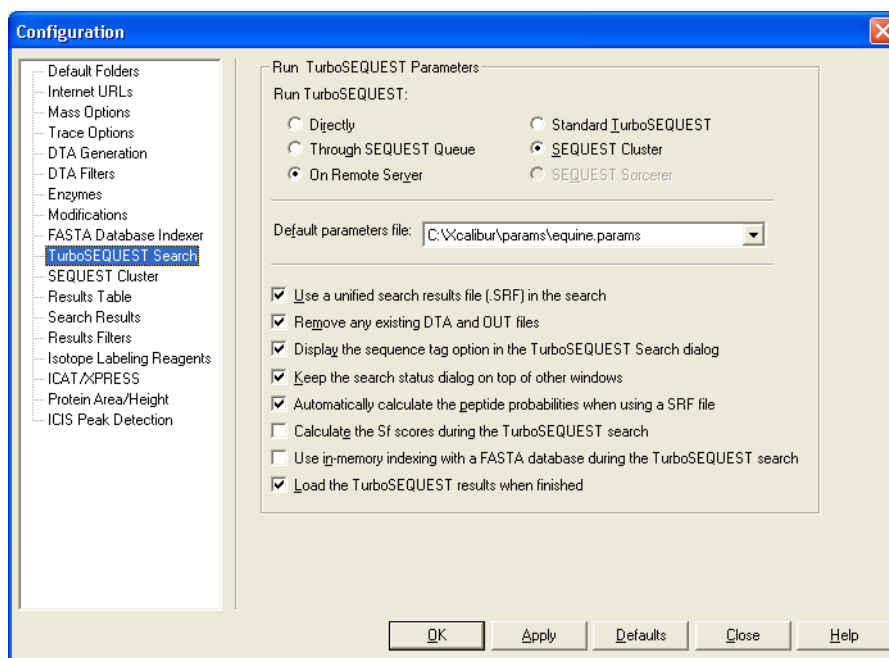 Configuration
Default Folders
Internet URLs
Mass Options
Trace Options
DTA Generation
DTA Filters
Enzymes
Modifications
FASTA Database Indexer
TurboSEQUEST Search
SEQUEST Cluster
Results Table
Search Results
Results Filters
Isotope Labeling Reagents
ICAT/XPRESS
Protein Area/Height
ICIS Peak Detection
Run TurboSEQUEST Parameters
Run TurboSEQUEST:
Directly
Standard TurboSEQUEST
Through SEQUEST Queue
SEQUEST Cluster
On Remote Server
SEQUEST Sorcerer
Default parameters file: C:\Xcalibur\params\equine.params
Use a unified search results file (.SRF) in the search
Remove any existing DTA and OUT files
Display the sequence tag option in the TurboSEQUEST Search dialog
Keep the search status dialog on top of other windows
Automatically calculate the peptide probabilities when using a SRF file
Calculate the Sf scores during the TurboSEQUEST search
Use in-memory indexing with a FASTA database during the TurboSEQUEST search
Load the TurboSEQUEST results when finished
OK Apply Defaults Close Help